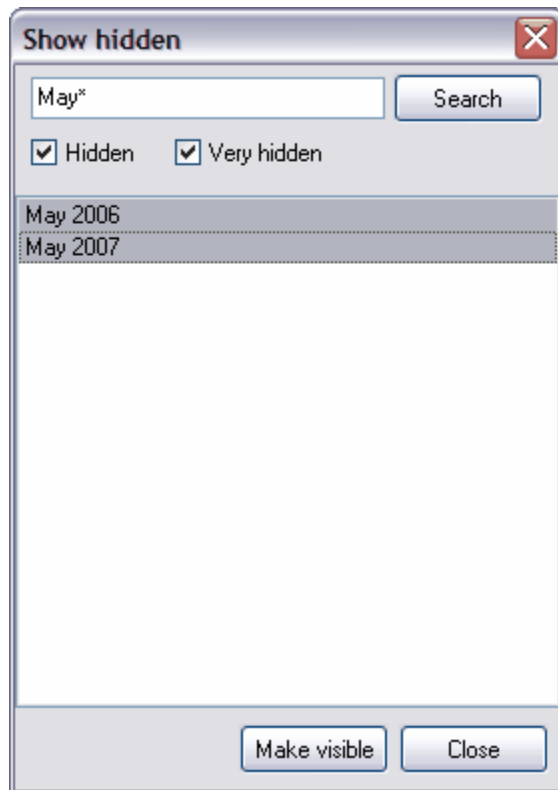 Show hidden
May*
Search
Hidden
Very hidden
May 2006
May 2007
Make visible
Close